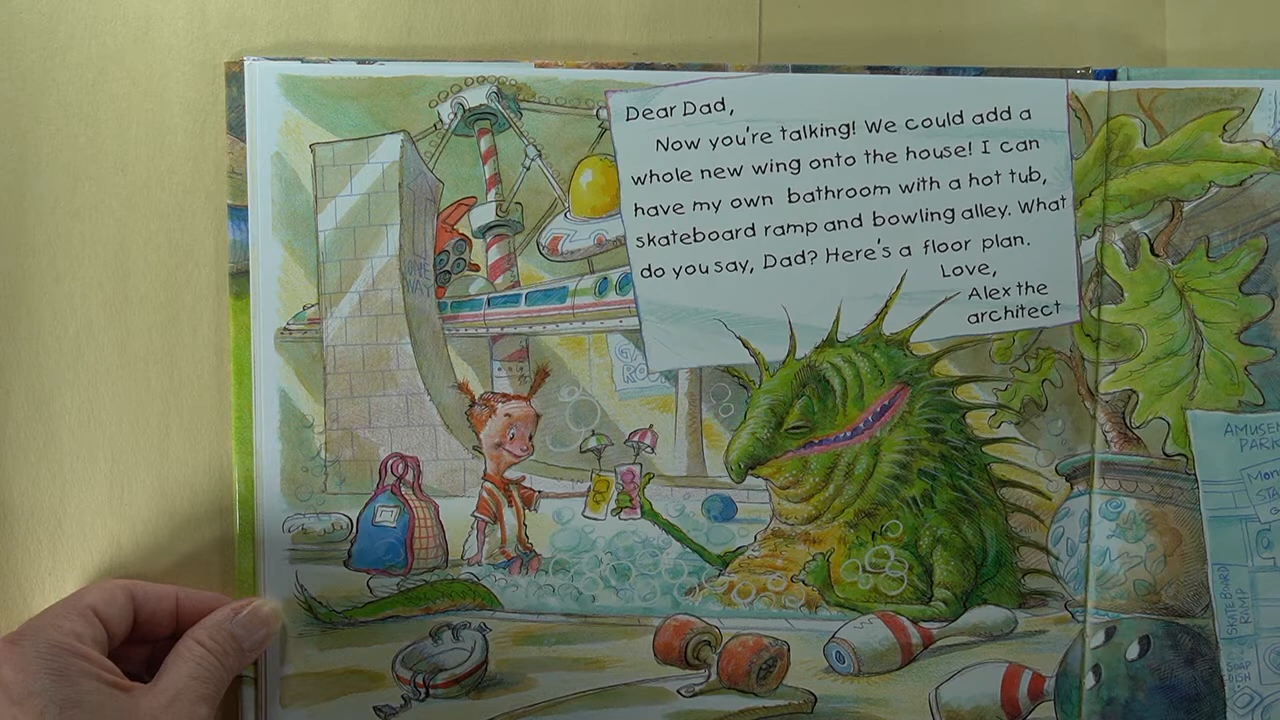 Dear Dad,
Now you're talking! We could add a
whole new wing onto the house! I can
have my own bathroom with a hot tub,
skateboard ramp and bowling alley. What
do you say, Dad? Here's a floor plan.
Love,
Alex the
architect
ONE
WAY
SKATEBOARD
RAMP
SOAP
DISH